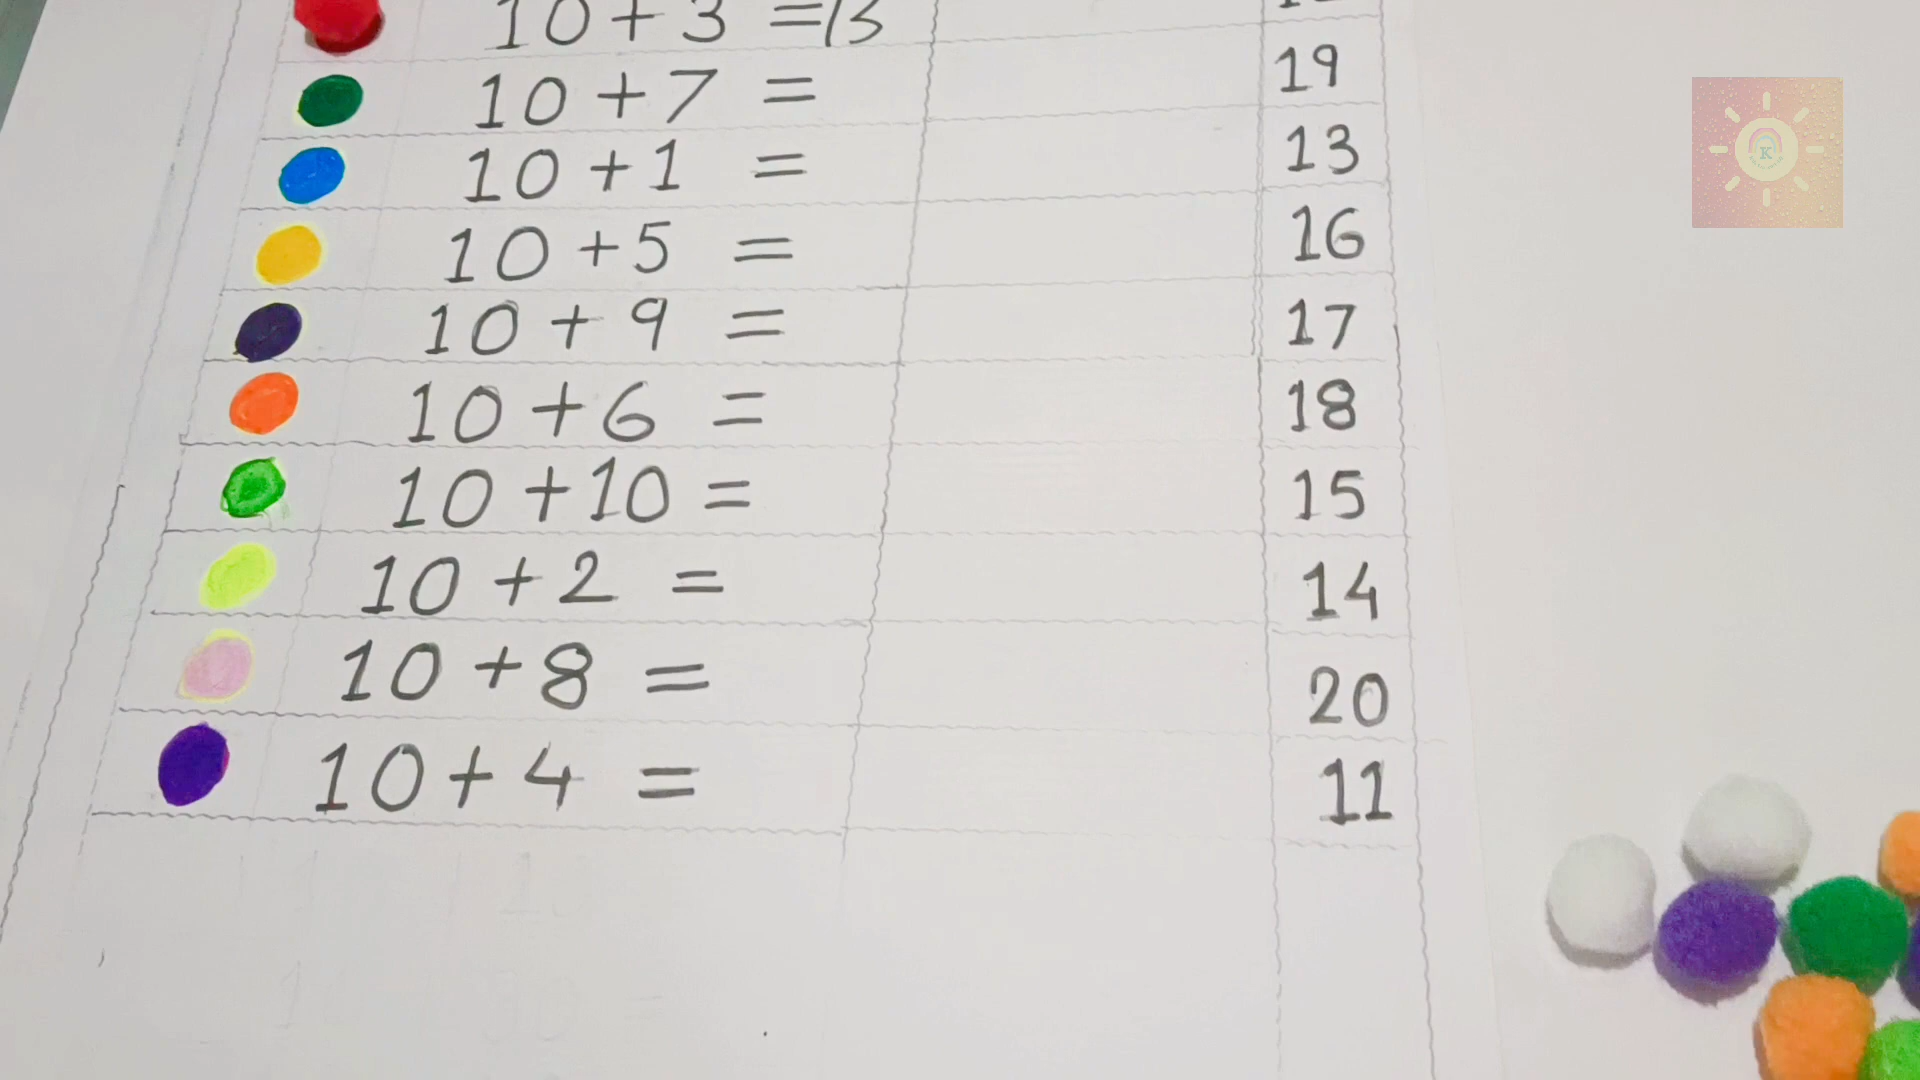 10 + 3 = 13
10 + 7 = 19
10 + 1 = 13
10 + 5 = 16
10 + 9 = 17
10 + 6 = 18
10 + 10 = 15
10 + 2 = 14
10 + 8 = 20
10 + 4 = 11
K